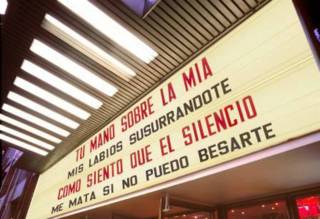 TU MANO SOBRE LA MIA
MIS LABIOS SUSURRANDOTE
COMO SIENTO QUE EL SILENCIO
ME MATA SI NO PUEDO BESARTE